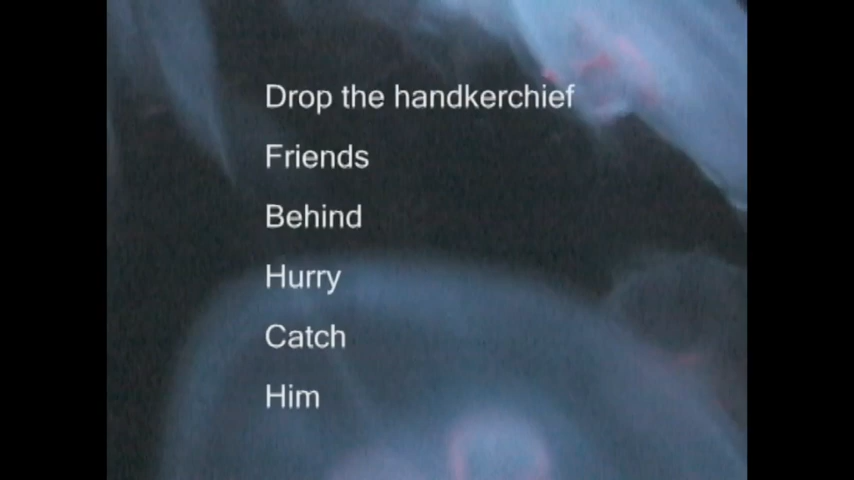 Drop the handkerchief
Friends
Behind
Hurry
Catch
Him